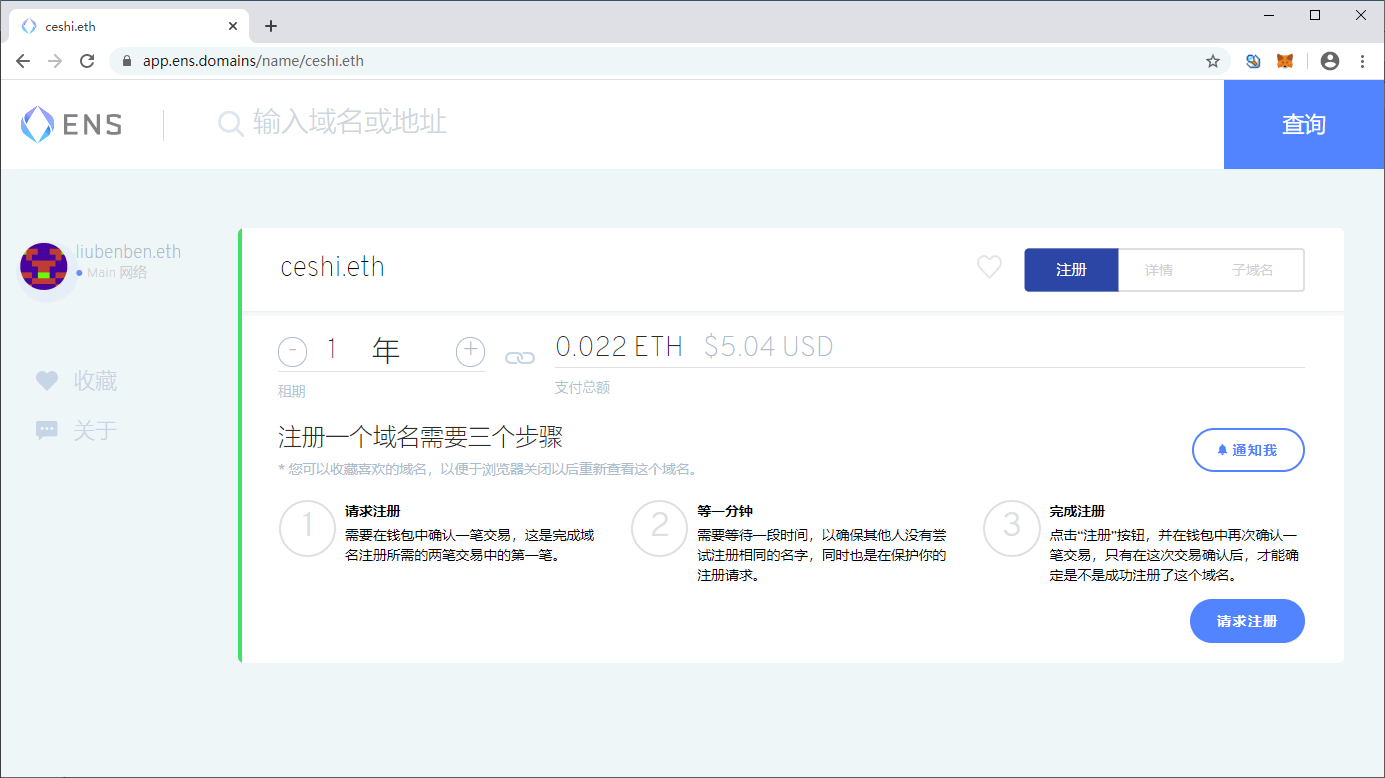 ceshi.eth
app.ens.domains/name/ceshi.eth
ENS
输入域名或地址
查询
liubenben.eth
Main 网络
收藏
关于
ceshi.eth
注册 详情 子域名
- 1 年 +
0.022 ETH $5.04 USD
租期
支付总额
注册一个域名需要三个步骤
* 您可以收藏喜欢的域名，以便于浏览器关闭以后重新查看这个域名。
通知我
1
请求注册
需要在钱包中确认一笔交易，这是完成域
名注册所需的两笔交易中的第一笔。
2
等一分钟
需要等待一段时间，以确保其他人没有尝
试注册相同的名字，同时也是在保护你的
注册请求。
3
完成注册
点击“注册”按钮，并在钱包中再次确认一
笔交易，只有在这次交易确认后，才能确
定是不是成功注册了这个域名。
请求注册